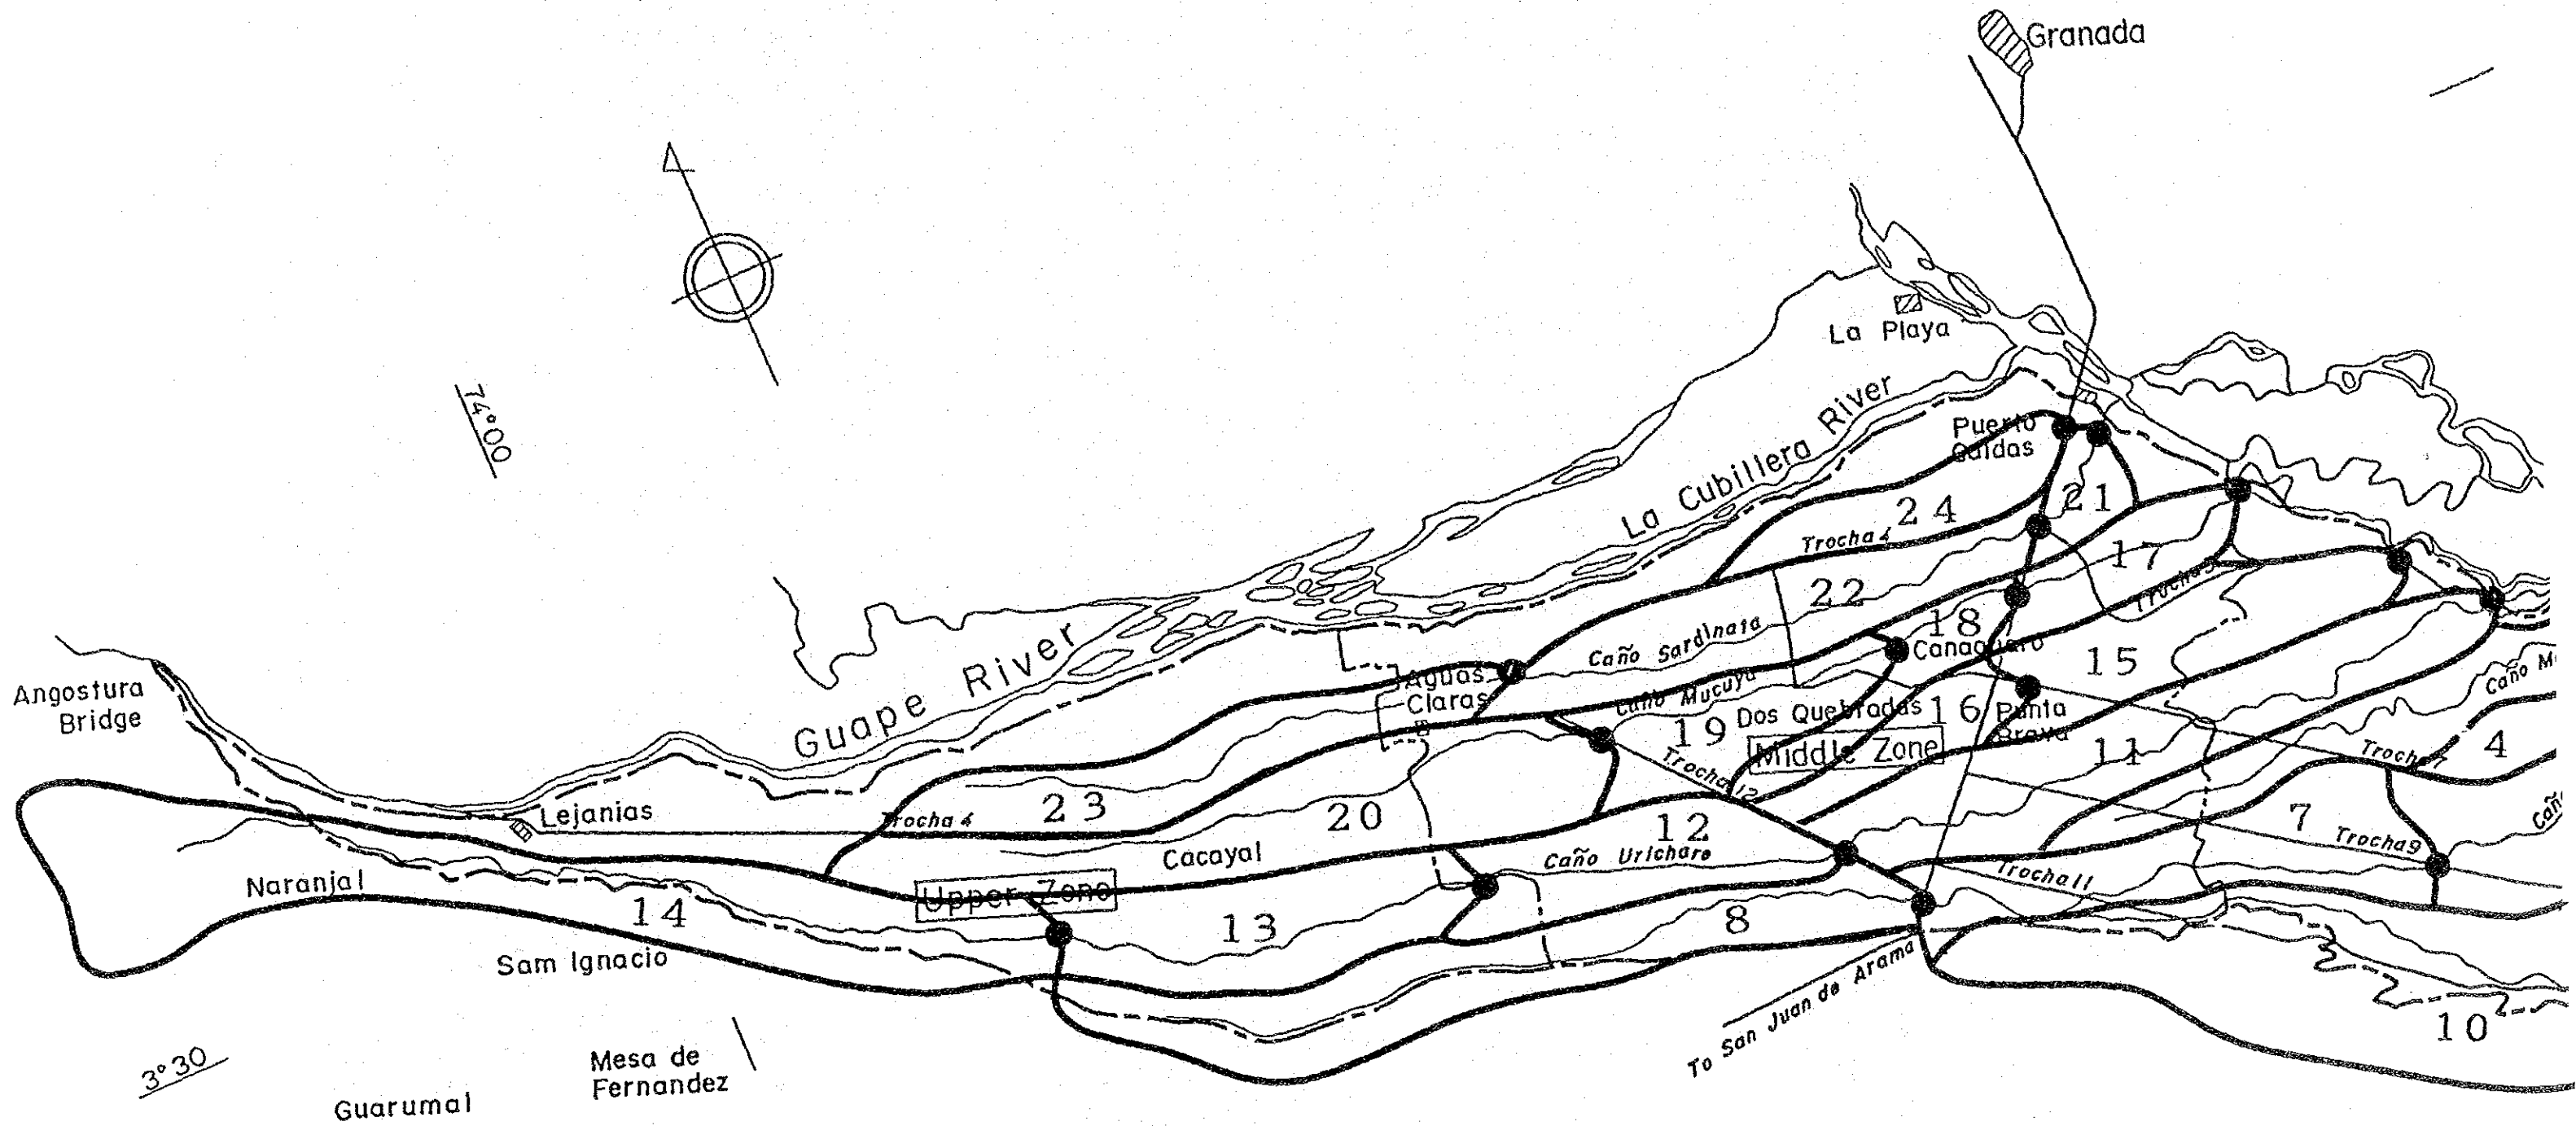 Granada
La Playa
La Cubillera River
Puerto
Caldas
74°00
24
21
Trocha 4
17
22
Trocha 5
18
Caño Sardinata
Canaguaro
15
Guape River
Aguas
Claras
Caño Mucuya
Angostura
Bridge
19
Dos Quebradas
16
Punta
Brava
Middle Zone
11
Trocha 7
4
Trocha 12
Lejanias
Trocha 4
23
20
12
7
Trocha 9
Cacayal
Caño Urichare
Trocha 11
Naranjal
Upper Zone
14
13
8
Sam Ignacio
To San Juan de Arama
10
3°30
Mesa de
Fernandez
Guarumal